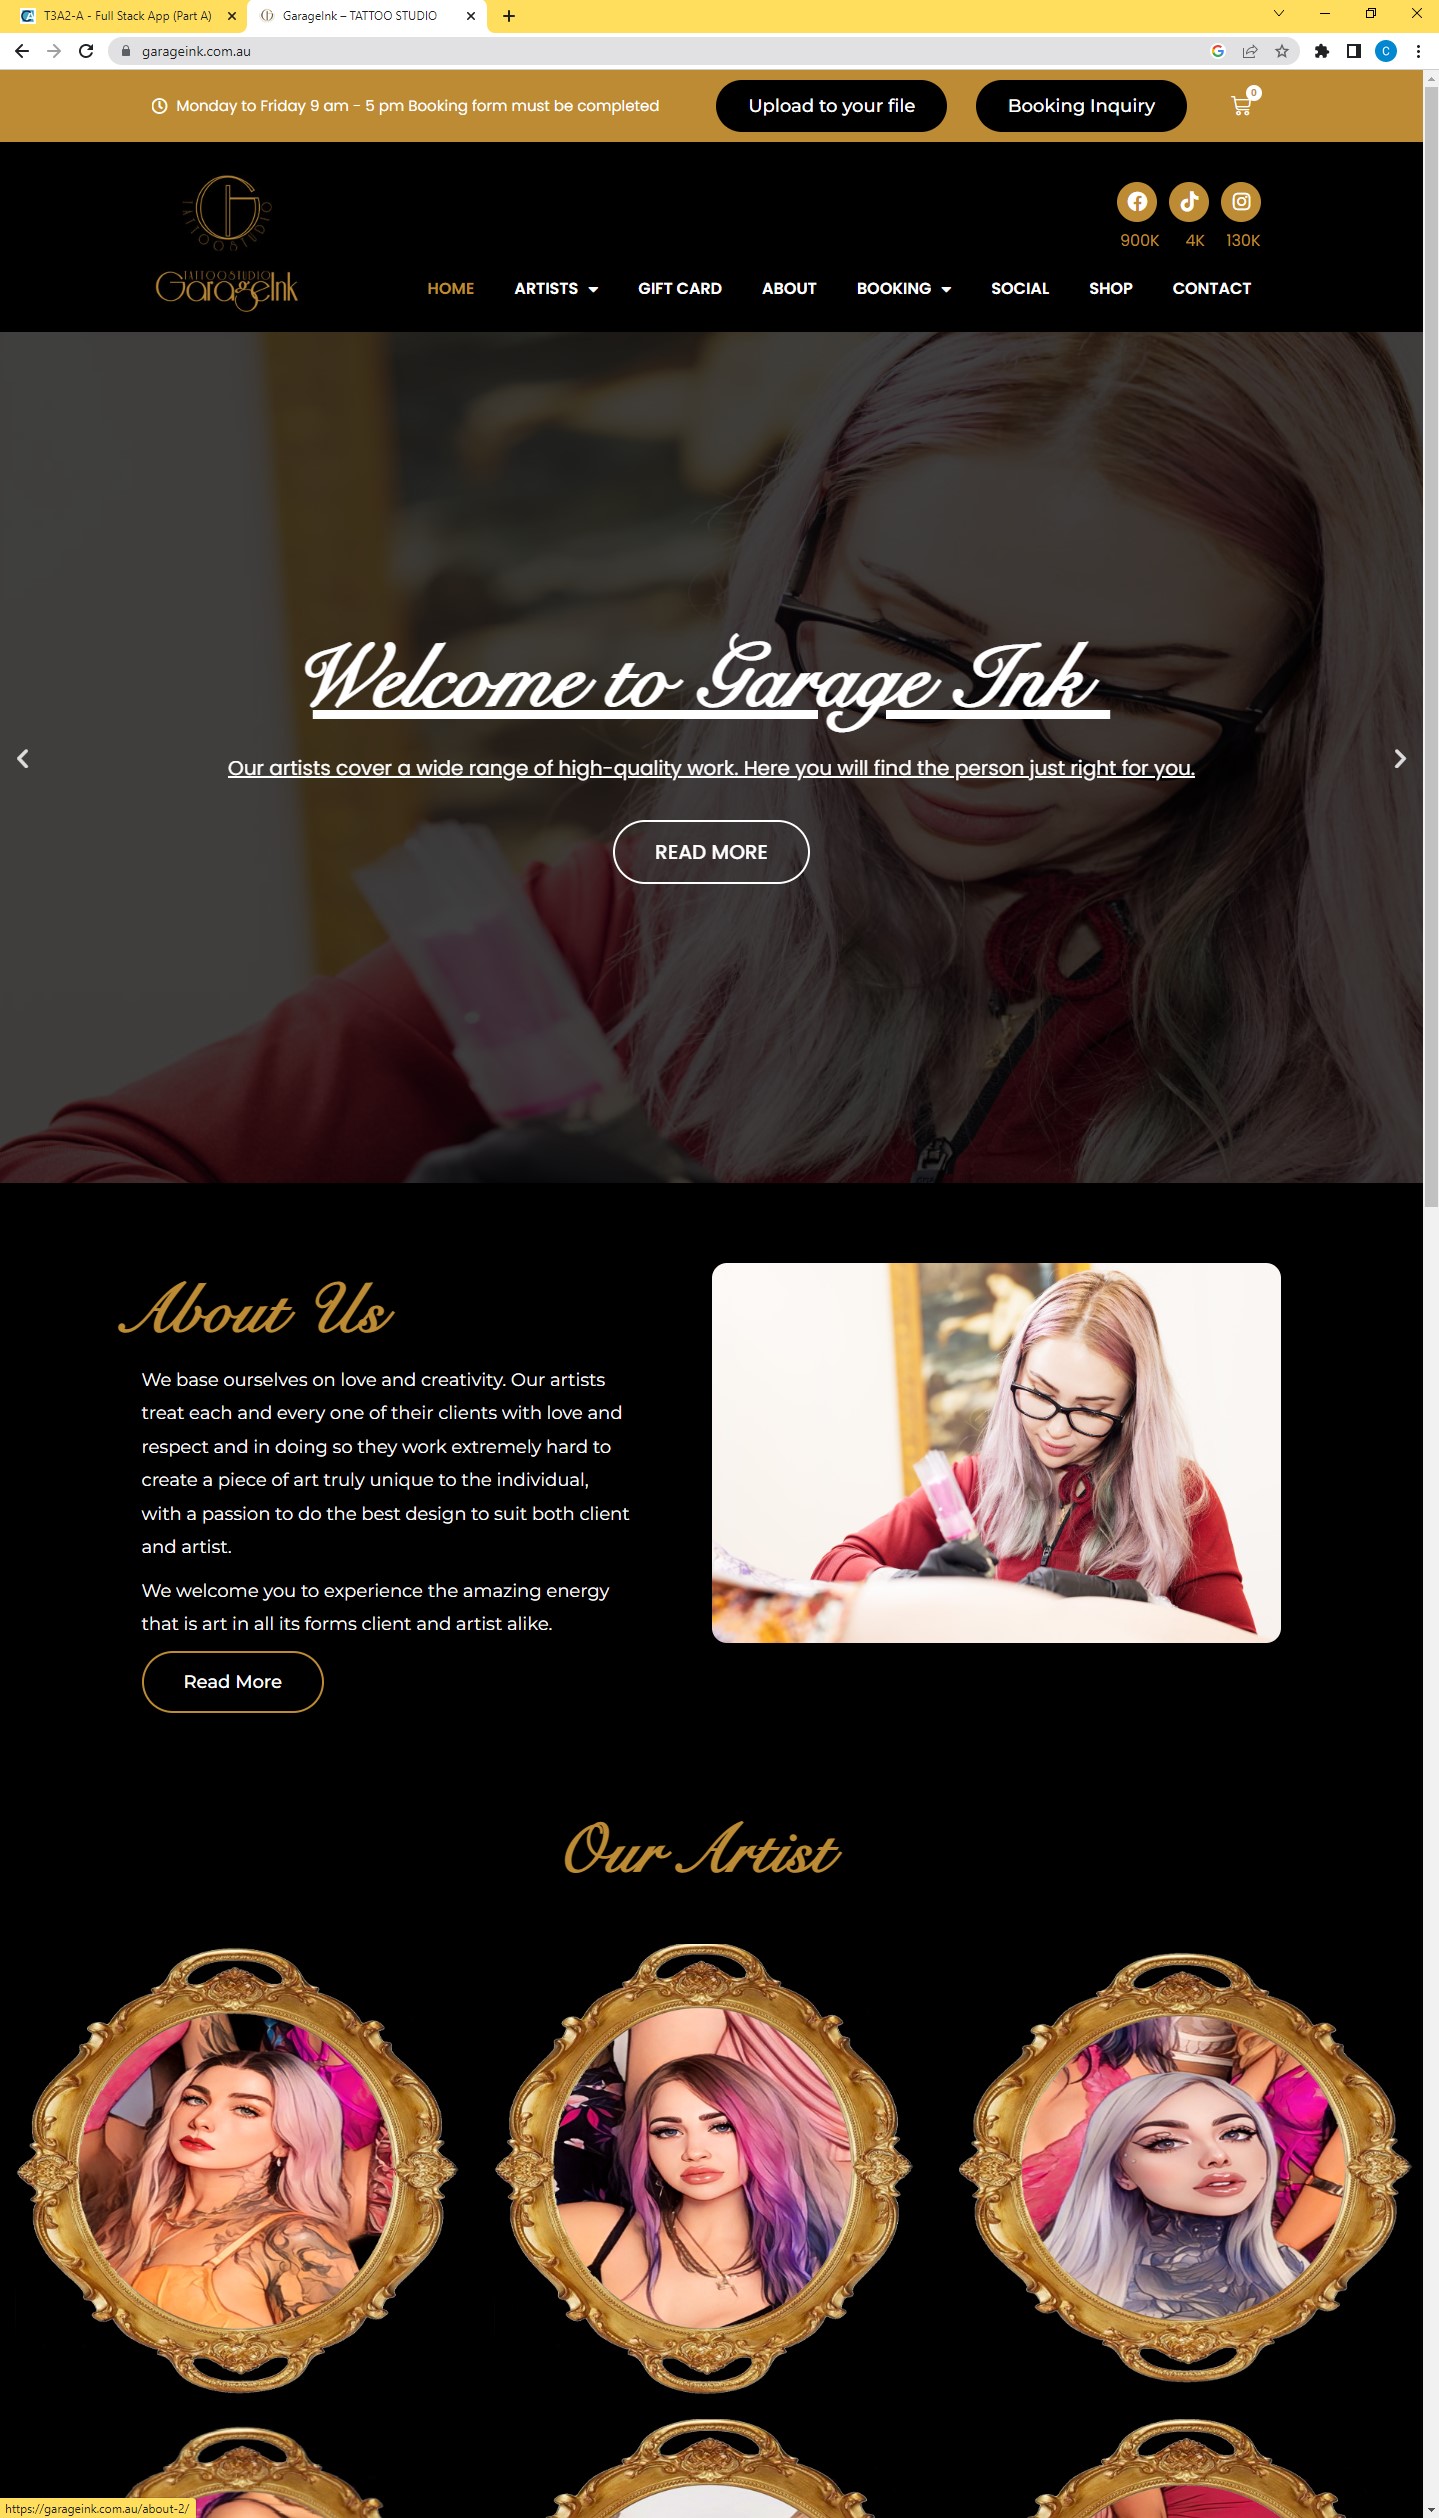 T3A2-A - Full Stack App (Part A)
GarageInk – TATTOO STUDIO
garageink.com.au
C
Monday to Friday 9 am - 5 pm Booking form must be completed
Upload to your file
Booking Inquiry
0
TATTOO STUDIO
900K
4K
130K
TATTOOSTUDIO
GarageInk
HOME
ARTISTS
GIFT CARD
ABOUT
BOOKING
SOCIAL
SHOP
CONTACT
Welcome to Garage Ink
Our artists cover a wide range of high-quality work. Here you will find the person just right for you.
READ MORE
About Us
We base ourselves on love and creativity. Our artists
treat each and every one of their clients with love and
respect and in doing so they work extremely hard to
create a piece of art truly unique to the individual,
with a passion to do the best design to suit both client
and artist.
We welcome you to experience the amazing energy
that is art in all its forms client and artist alike.
Read More
Our Artist
https://garageink.com.au/about-2/